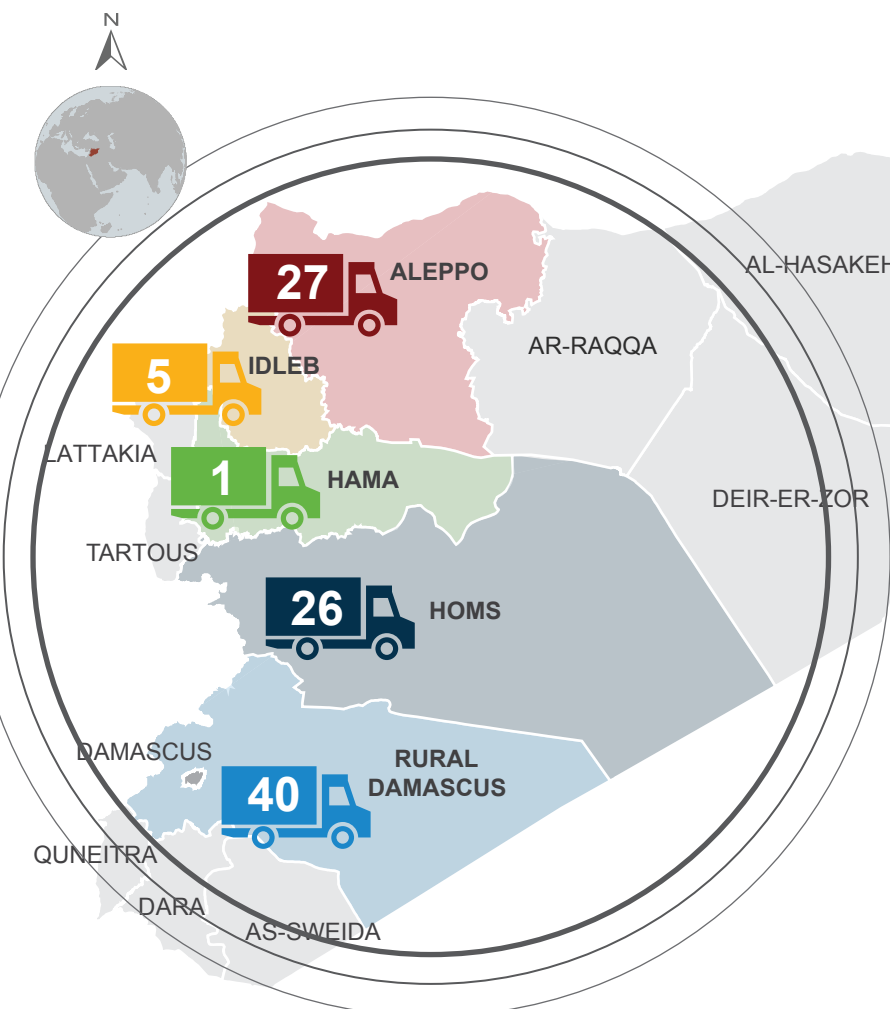 N
AL-HASAKEH
ALEPPO
27
AR-RAQQA
IDLEB
5
LATTAKIA
1
HAMA
DEIR-ER-ZOR
TARTOUS
26
HOMS
DAMASCUS
RURAL
DAMASCUS
40
QUNEITRA
DARA
AS-SWEIDA